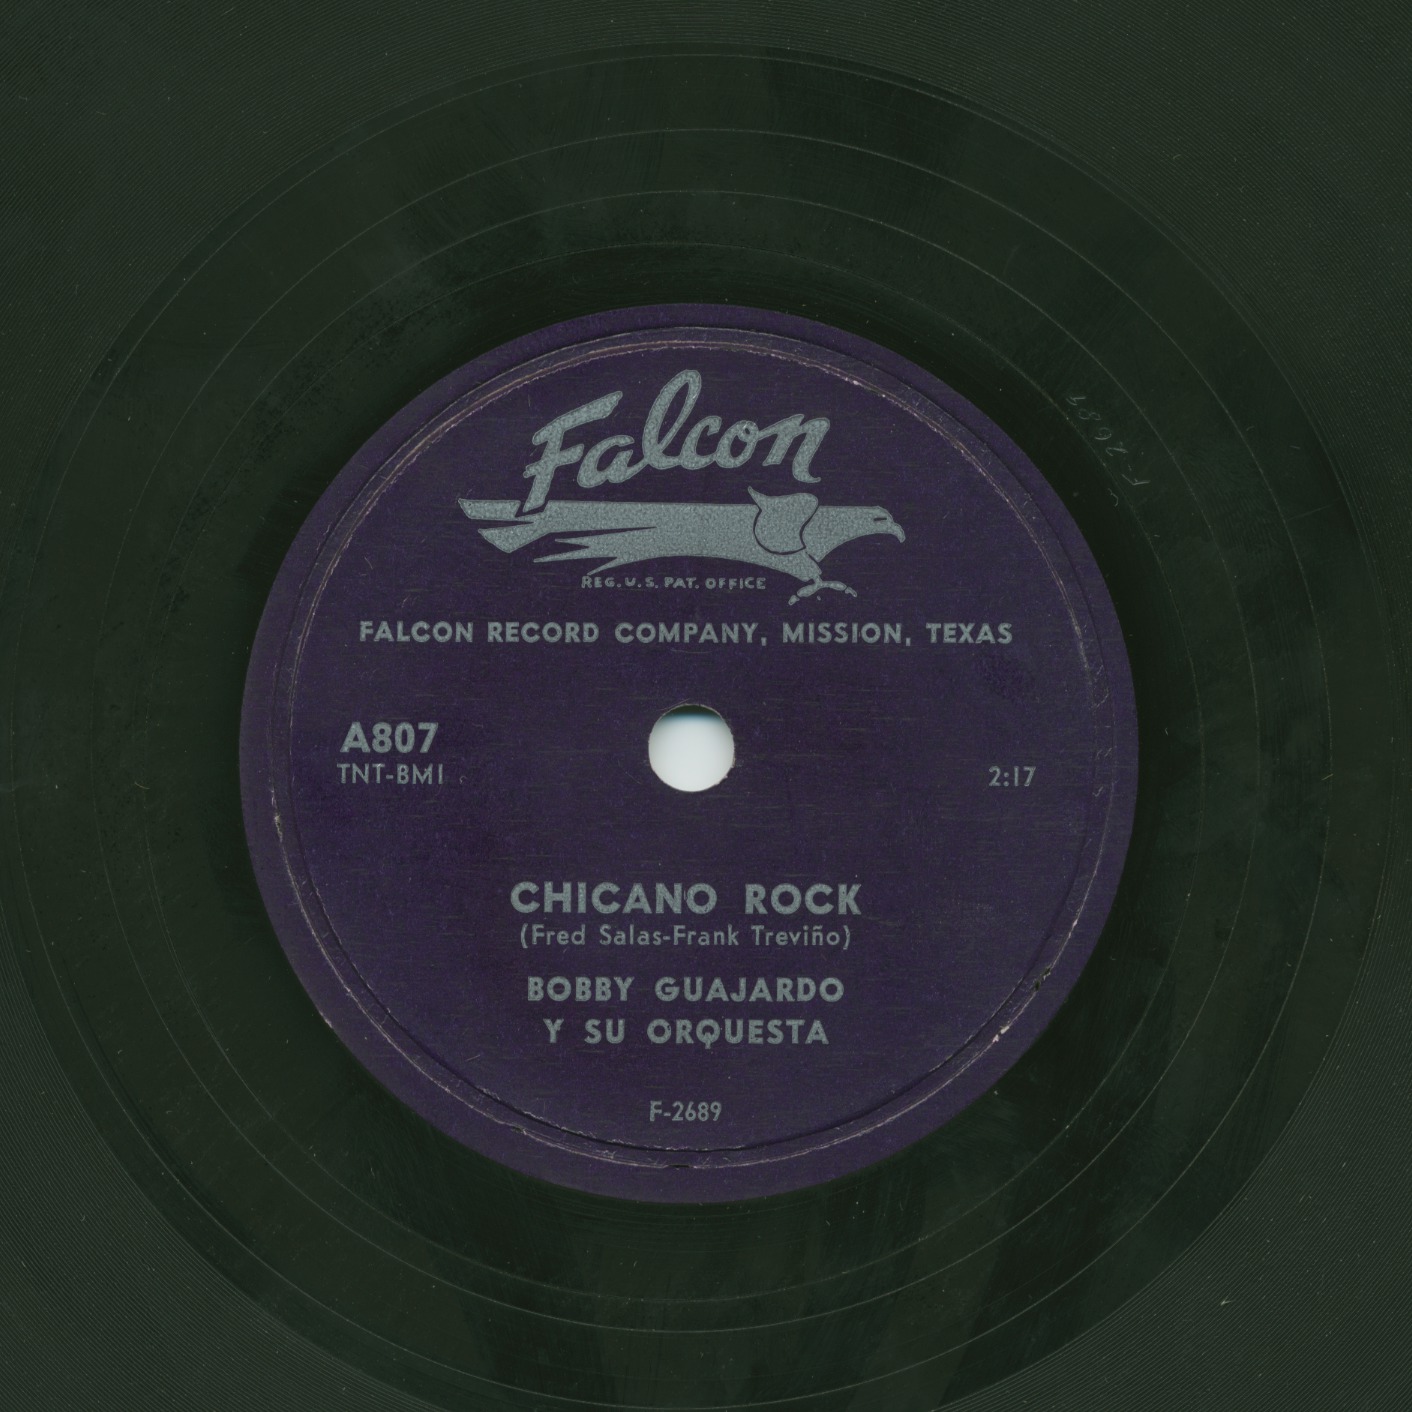 Falcon
REG. U.S. PAT. OFFICE
FALCON RECORD COMPANY, MISSION, TEXAS
A807
TNT-BMI
2:17
CHICANO ROCK
(Fred Salas-Frank Treviño)
BOBBY GUAJARDO
Y SU ORQUESTA
F-2689
F-2689